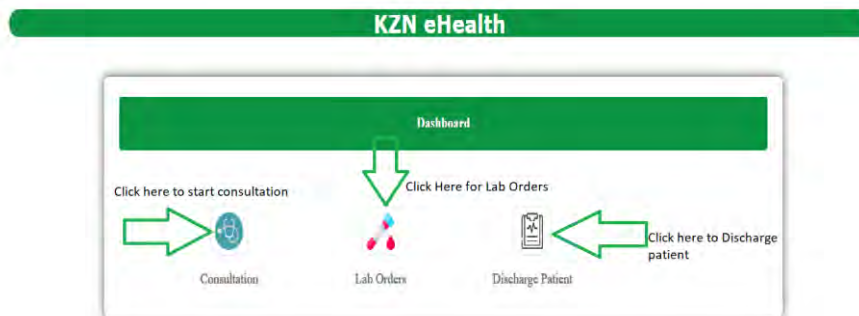 KZN eHealth
Dashboard
Click here to start consultation
Click Here for Lab Orders
Click here to Discharge
patient
Consultation
Lab Orders
Discharge Patient